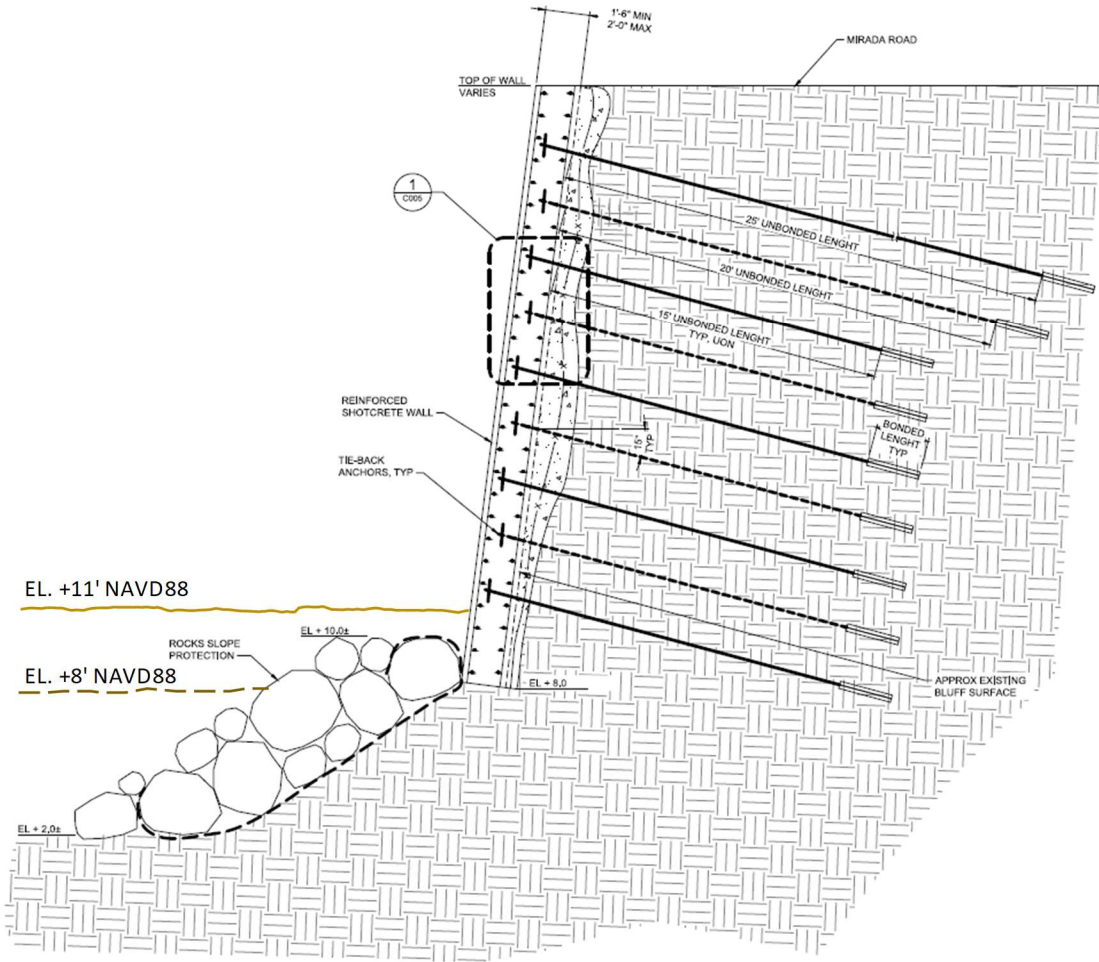 1'-6" MIN
2'-0" MAX
MIRADA ROAD
TOP OF WALL
VARIES
1
C005
25' UNBONDED LENGHT
20' UNBONDED LENGHT
15' UNBONDED LENGHT
TYP, UON
REINFORCED
SHOTCRETE WALL
BONDED
LENGHT
TYP
15°
TYP
TIE-BACK
ANCHORS, TYP
EL. +11' NAVD88
EL + 10.0±
ROCKS SLOPE
PROTECTION
EL. +8' NAVD88
EL + 8.0
APPROX EXISTING
BLUFF SURFACE
EL + 2.0±